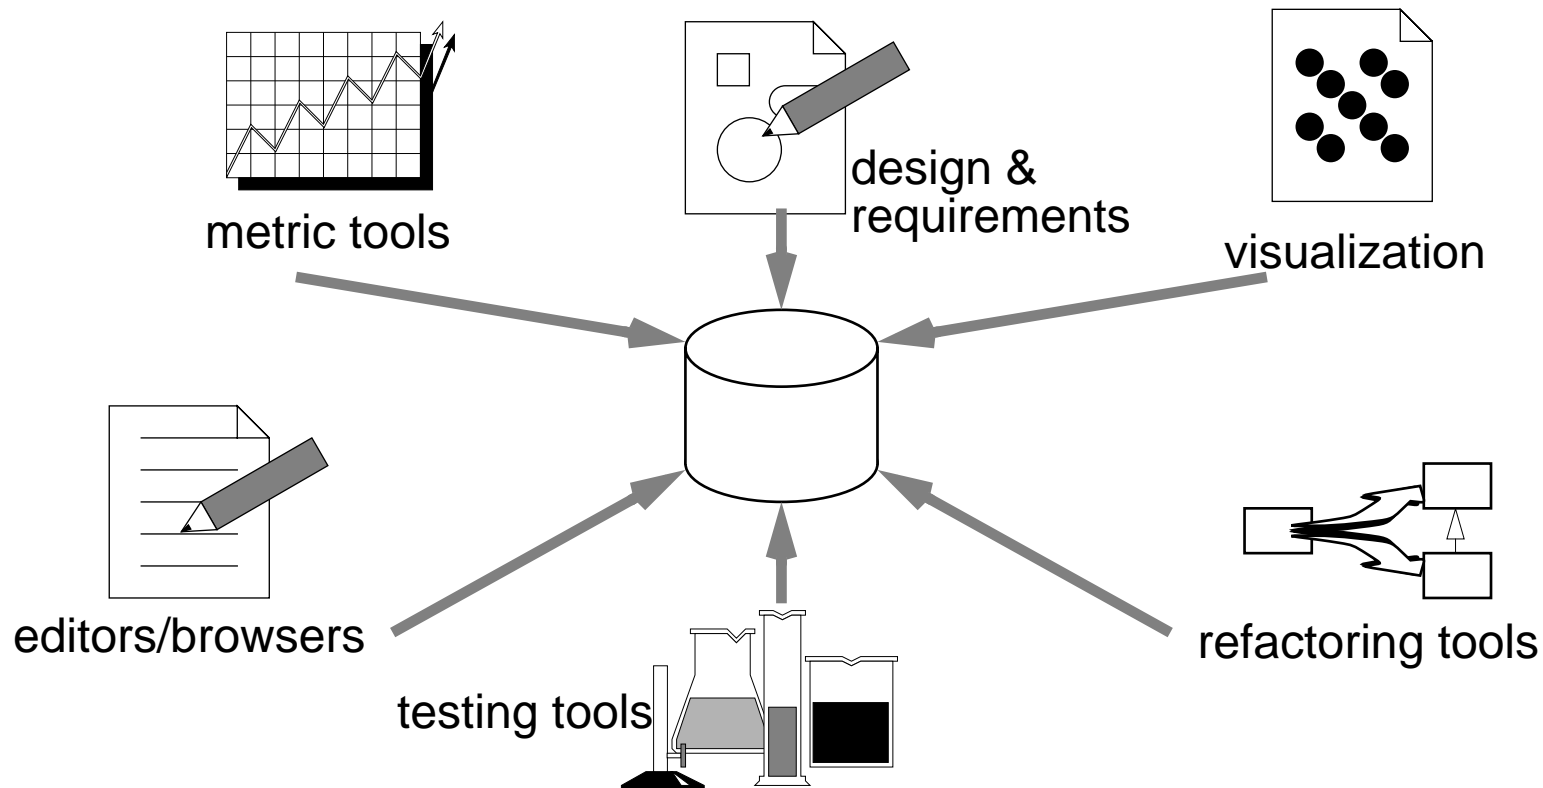 design &
requirements
metric tools
visualization
editors/browsers
refactoring tools
testing tools